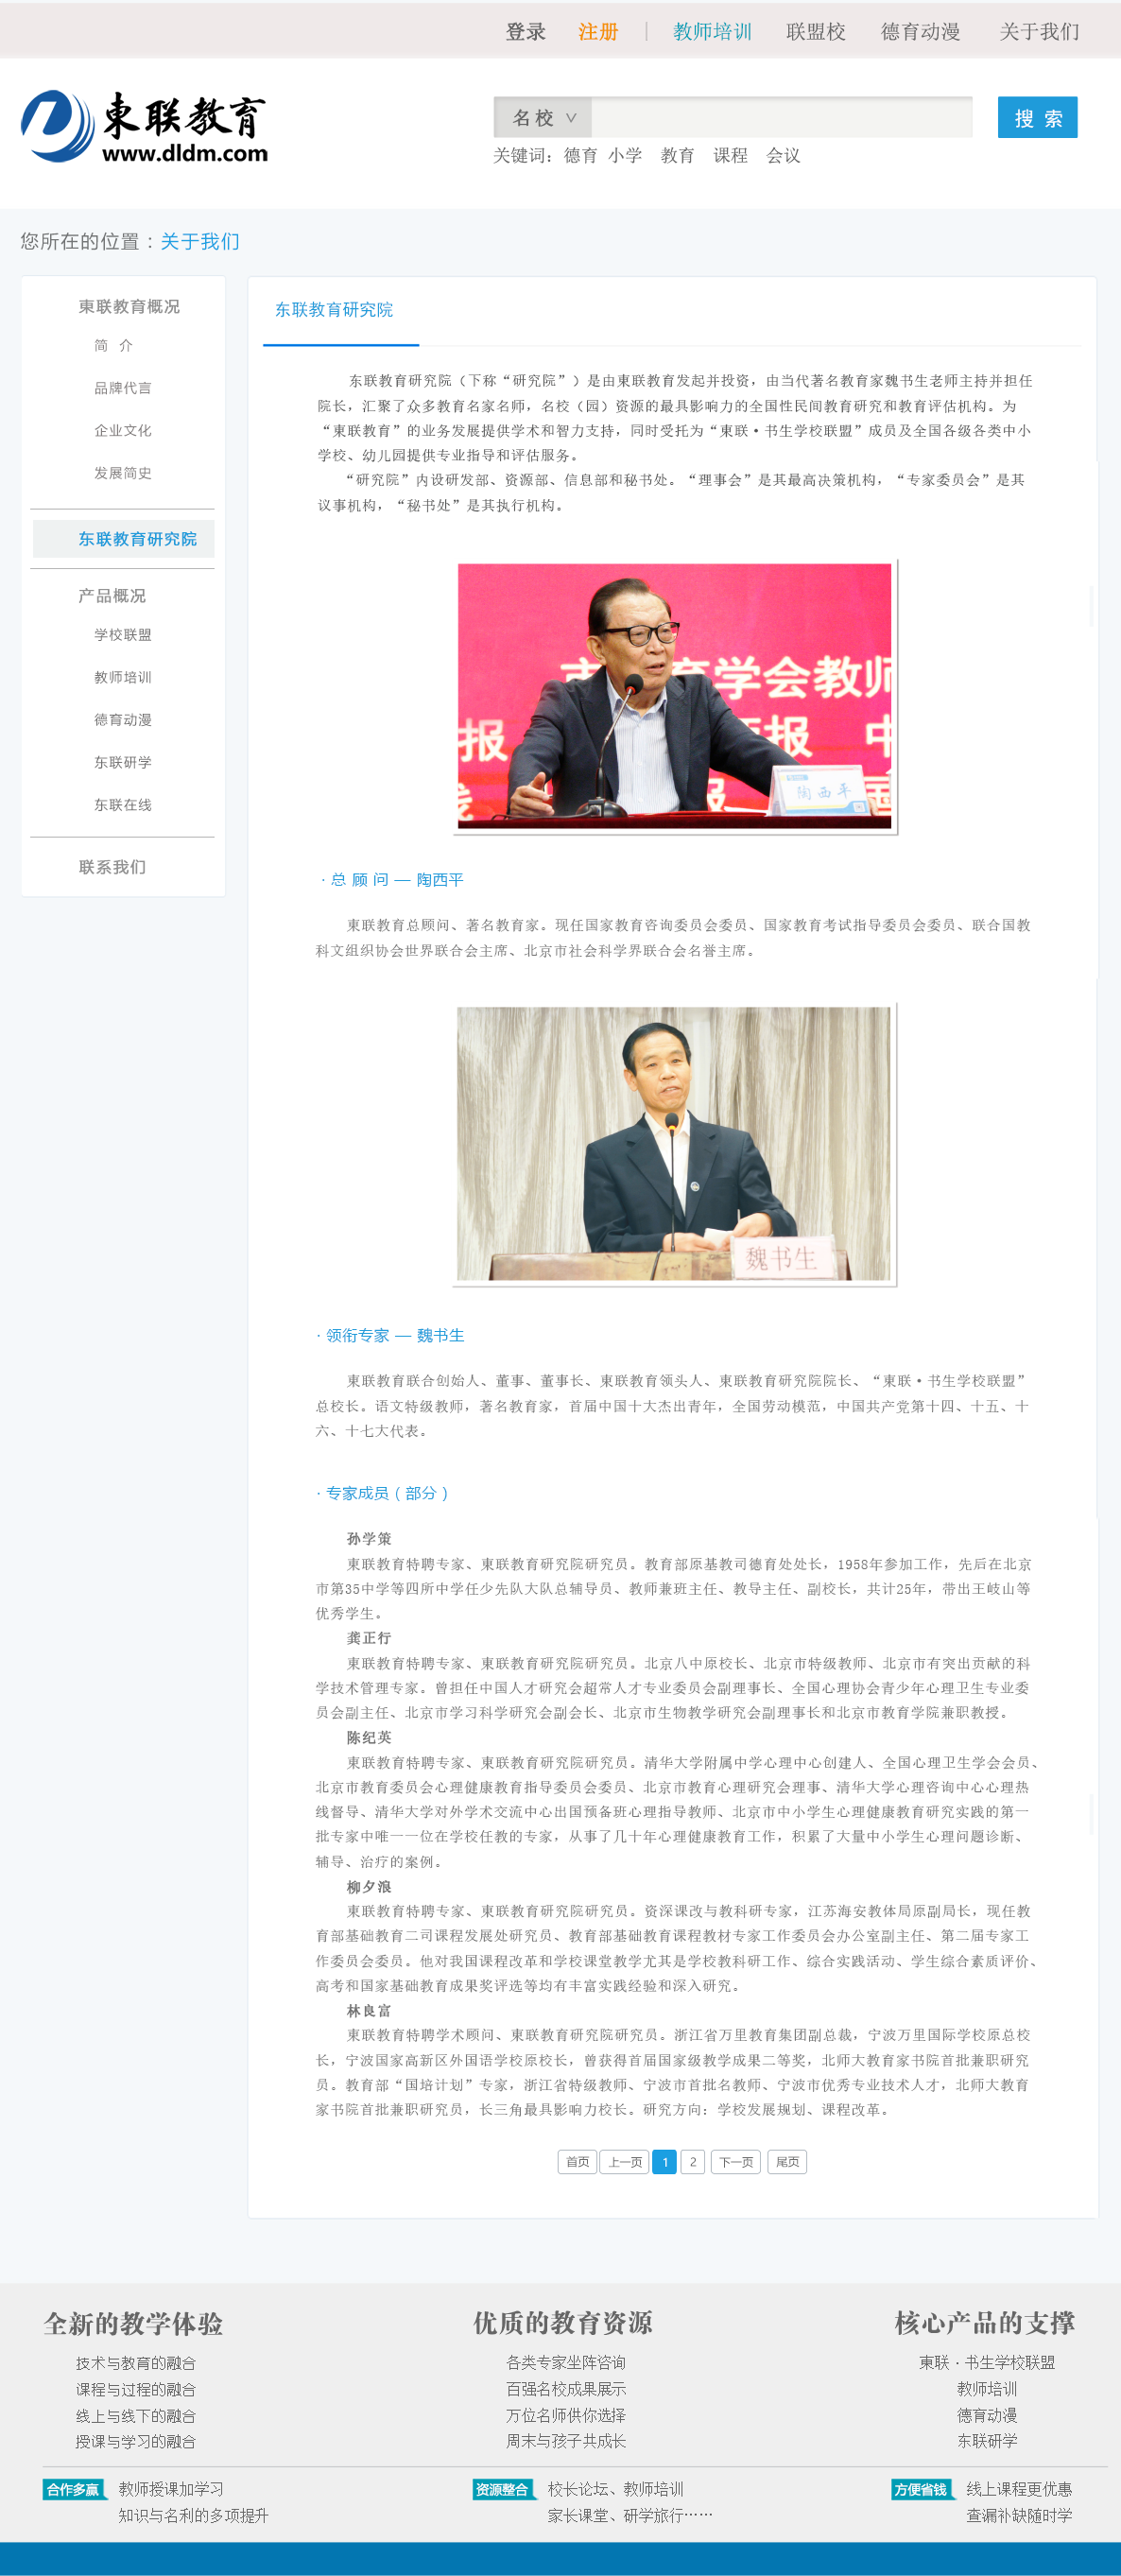 登录 注册 | 教师培训 联盟校 德育动漫 关于我们
東联教育
www.dldm.com
名校 搜 索
关键词：德育 小学 教育 课程 会议
您所在的位置：关于我们
東联教育概况
简 介
品牌代言
企业文化
发展简史
东联教育研究院
产品概况
学校联盟
教师培训
德育动漫
东联研学
东联在线
联系我们
东联教育研究院
东联教育研究院（下称“研究院”）是由東联教育发起并投资，由当代著名教育家魏书生老师主持并担任
院长，汇聚了众多教育名家名师，名校（园）资源的最具影响力的全国性民间教育研究和教育评估机构。为
“東联教育”的业务发展提供学术和智力支持，同时受托为“東联•书生学校联盟”成员及全国各级各类中小
学校、幼儿园提供专业指导和评估服务。
“研究院”内设研发部、资源部、信息部和秘书处。“理事会”是其最高决策机构，“专家委员会”是其
议事机构，“秘书处”是其执行机构。
育学会教师
报 报 中
陶西平
· 总 顾 问 — 陶西平
東联教育总顾问、著名教育家。现任国家教育咨询委员会委员、国家教育考试指导委员会委员、联合国教
科文组织协会世界联合会主席、北京市社会科学界联合会名誉主席。
魏书生
· 领衔专家 — 魏书生
東联教育联合创始人、董事、董事长、東联教育领头人、東联教育研究院院长、“東联•书生学校联盟”
总校长。语文特级教师，著名教育家，首届中国十大杰出青年，全国劳动模范，中国共产党第十四、十五、十
六、十七大代表。
· 专家成员（部分）
孙学策
東联教育特聘专家、東联教育研究院研究员。教育部原基教司德育处处长，1958年参加工作，先后在北京
市第35中学等四所中学任少先队大队总辅导员、教师兼班主任、教导主任、副校长，共计25年，带出王岐山等
优秀学生。
龚正行
東联教育特聘专家、東联教育研究院研究员。北京八中原校长、北京市特级教师、北京市有突出贡献的科
学技术管理专家。曾担任中国人才研究会超常人才专业委员会副理事长、全国心理协会青少年心理卫生专业委
员会副主任、北京市学习科学研究会副会长、北京市生物教学研究会副理事长和北京市教育学院兼职教授。
陈纪英
東联教育特聘专家、東联教育研究院研究员。清华大学附属中学心理中心创建人、全国心理卫生学会会员、
北京市教育委员会心理健康教育指导委员会委员、北京市教育心理研究会理事、清华大学心理咨询中心心理热
线督导、清华大学对外学术交流中心出国预备班心理指导教师、北京市中小学生心理健康教育研究实践的第一
批专家中唯一一位在学校任教的专家，从事了几十年心理健康教育工作，积累了大量中小学生心理问题诊断、
辅导、治疗的案例。
柳夕浪
東联教育特聘专家、東联教育研究院研究员。资深课改与教科研专家，江苏海安教体局原副局长，现任教
育部基础教育二司课程发展处研究员、教育部基础教育课程教材专家工作委员会办公室副主任、第二届专家工
作委员会委员。他对我国课程改革和学校课堂教学尤其是学校教科研工作、综合实践活动、学生综合素质评价、
高考和国家基础教育成果奖评选等均有丰富实践经验和深入研究。
林良富
東联教育特聘学术顾问、東联教育研究院研究员。浙江省万里教育集团副总裁，宁波万里国际学校原总校
长，宁波国家高新区外国语学校原校长，曾获得首届国家级教学成果二等奖，北师大教育家书院首批兼职研究
员。教育部“国培计划”专家，浙江省特级教师、宁波市首批名教师、宁波市优秀专业技术人才，北师大教育
家书院首批兼职研究员，长三角最具影响力校长。研究方向：学校发展规划、课程改革。
首页 上一页 1 2 下一页 尾页
全新的教学体验
技术与教育的融合
课程与过程的融合
线上与线下的融合
授课与学习的融合
优质的教育资源
各类专家坐阵咨询
百强名校成果展示
万位名师供你选择
周末与孩子共成长
核心产品的支撑
東联·书生学校联盟
教师培训
德育动漫
东联研学
合作多赢 教师授课加学习
知识与名利的多项提升
资源整合 校长论坛、教师培训
家长课堂、研学旅行……
方便省钱 线上课程更优惠
查漏补缺随时学